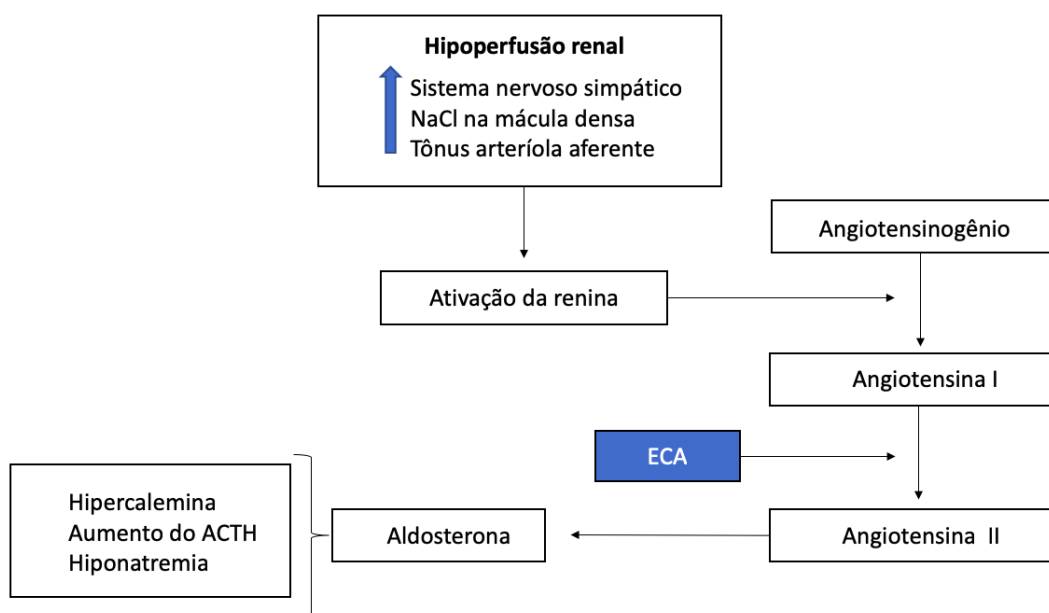 Hipoperfusão renal
Sistema nervoso simpático
NaCl na mácula densa
Tônus arteríola aferente
Angiotensinogênio
Ativação da renina
Angiotensina I
ECA
Hipercalemina
Aumento do ACTH
Hiponatremia
Aldosterona
Angiotensina II